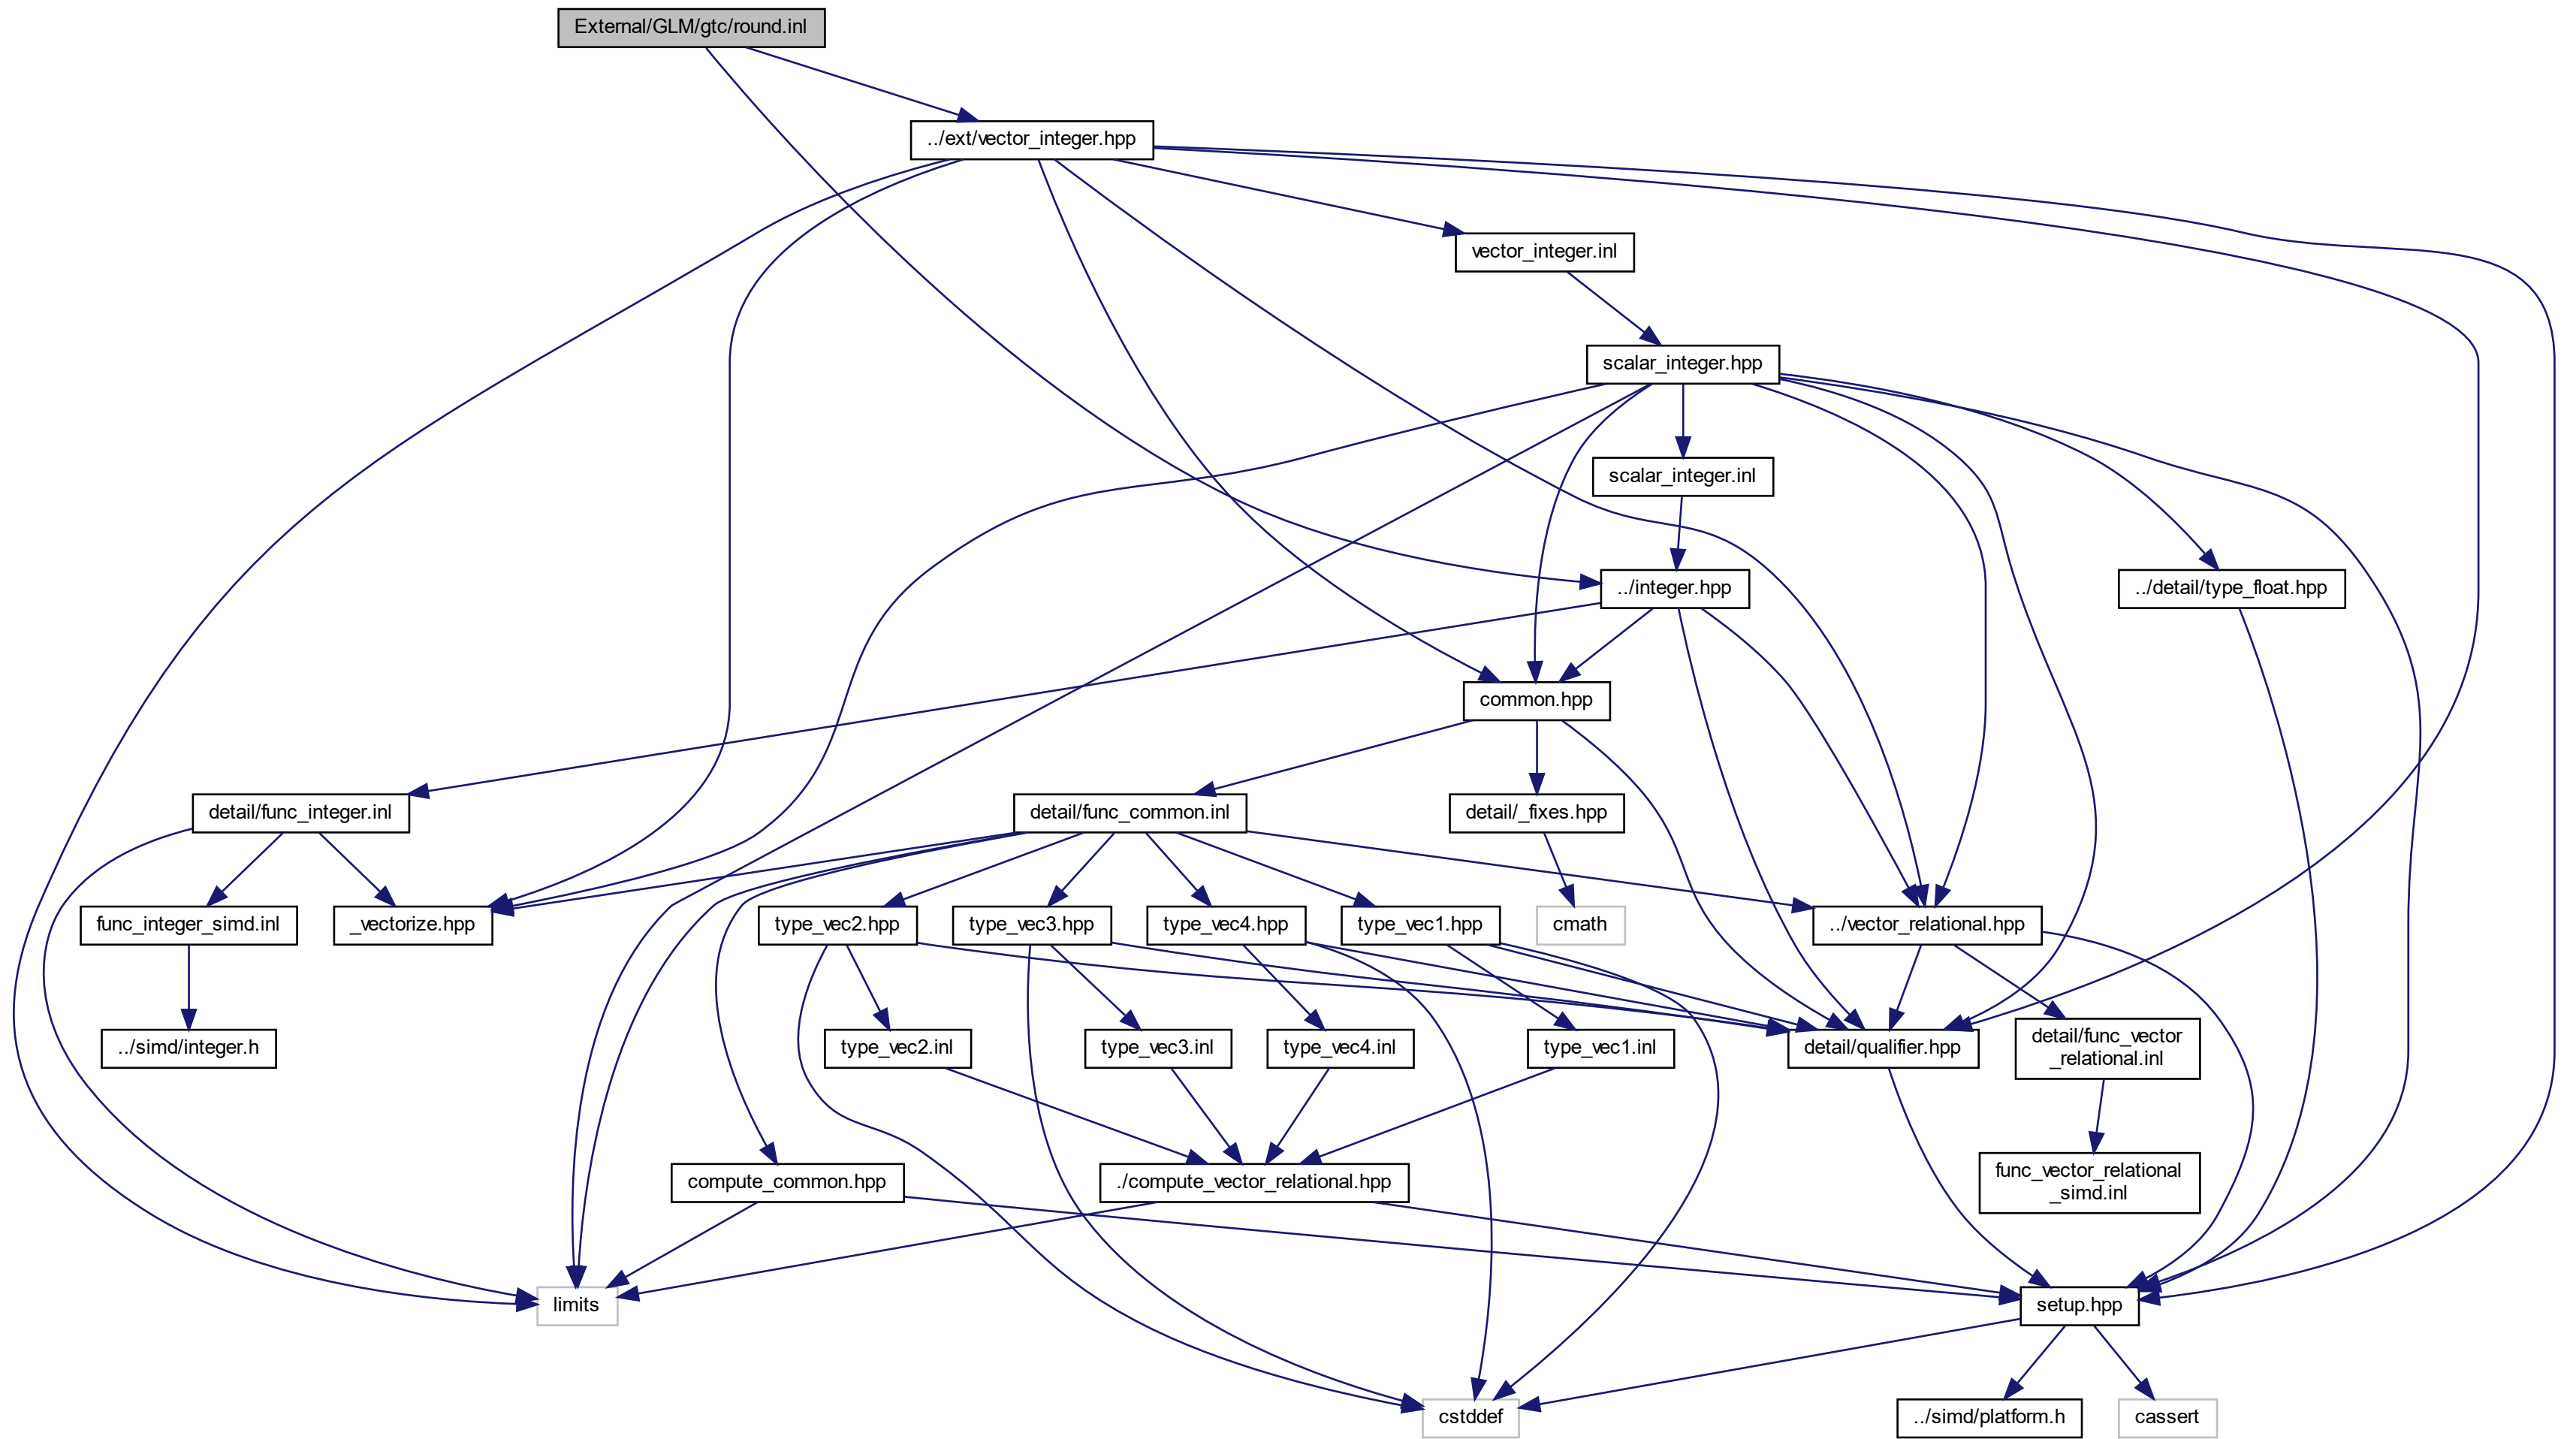 External/GLM/gtc/round.inl
../ext/vector_integer.hpp
vector_integer.inl
scalar_integer.hpp
scalar_integer.inl
../integer.hpp
../detail/type_float.hpp
common.hpp
detail/func_integer.inl
detail/func_common.inl
detail/_fixes.hpp
func_integer_simd.inl
_vectorize.hpp
type_vec2.hpp
type_vec3.hpp
type_vec4.hpp
type_vec1.hpp
cmath
../vector_relational.hpp
../simd/integer.h
type_vec2.inl
type_vec3.inl
type_vec4.inl
type_vec1.inl
detail/qualifier.hpp
detail/func_vector
_relational.inl
compute_common.hpp
./compute_vector_relational.hpp
func_vector_relational
_simd.inl
limits
setup.hpp
cstddef
../simd/platform.h
cassert